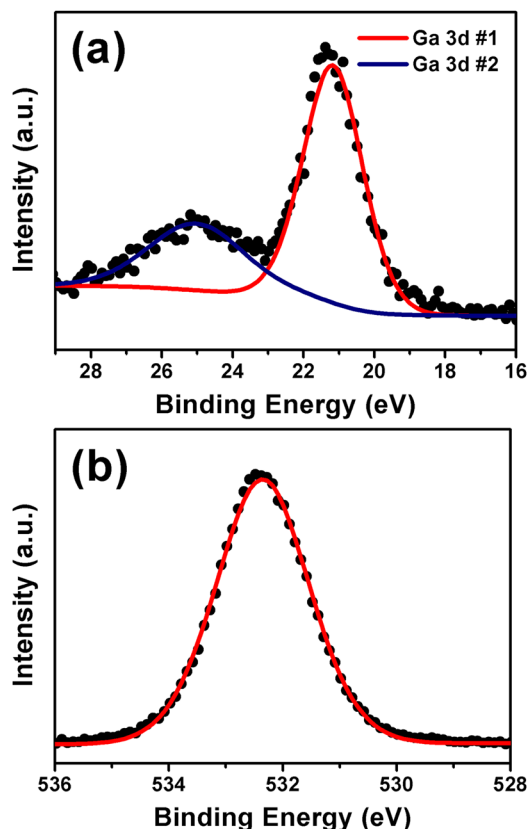 (a)
Ga 3d #1
Ga 3d #2
Intensity (a.u.)
28 26 24 22 20 18 16
Binding Energy (eV)
(b)
Intensity (a.u.)
536 534 532 530 528
Binding Energy (eV)